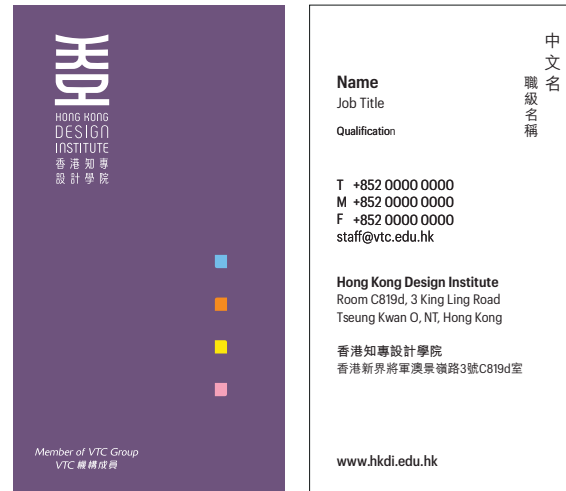 HONG KONG
DESIGN
INSTITUTE
香港知專
設計學院
Member of VTC Group
VTC 機構成員
中文名
職級名稱
Name
Job Title
Qualification
T +852 0000 0000
M +852 0000 0000
F +852 0000 0000
staff@vtc.edu.hk
Hong Kong Design Institute
Room C819d, 3 King Ling Road
Tseung Kwan O, NT, Hong Kong
香港知專設計學院
香港新界將軍澳景嶺路3號C819d室
www.hkdi.edu.hk